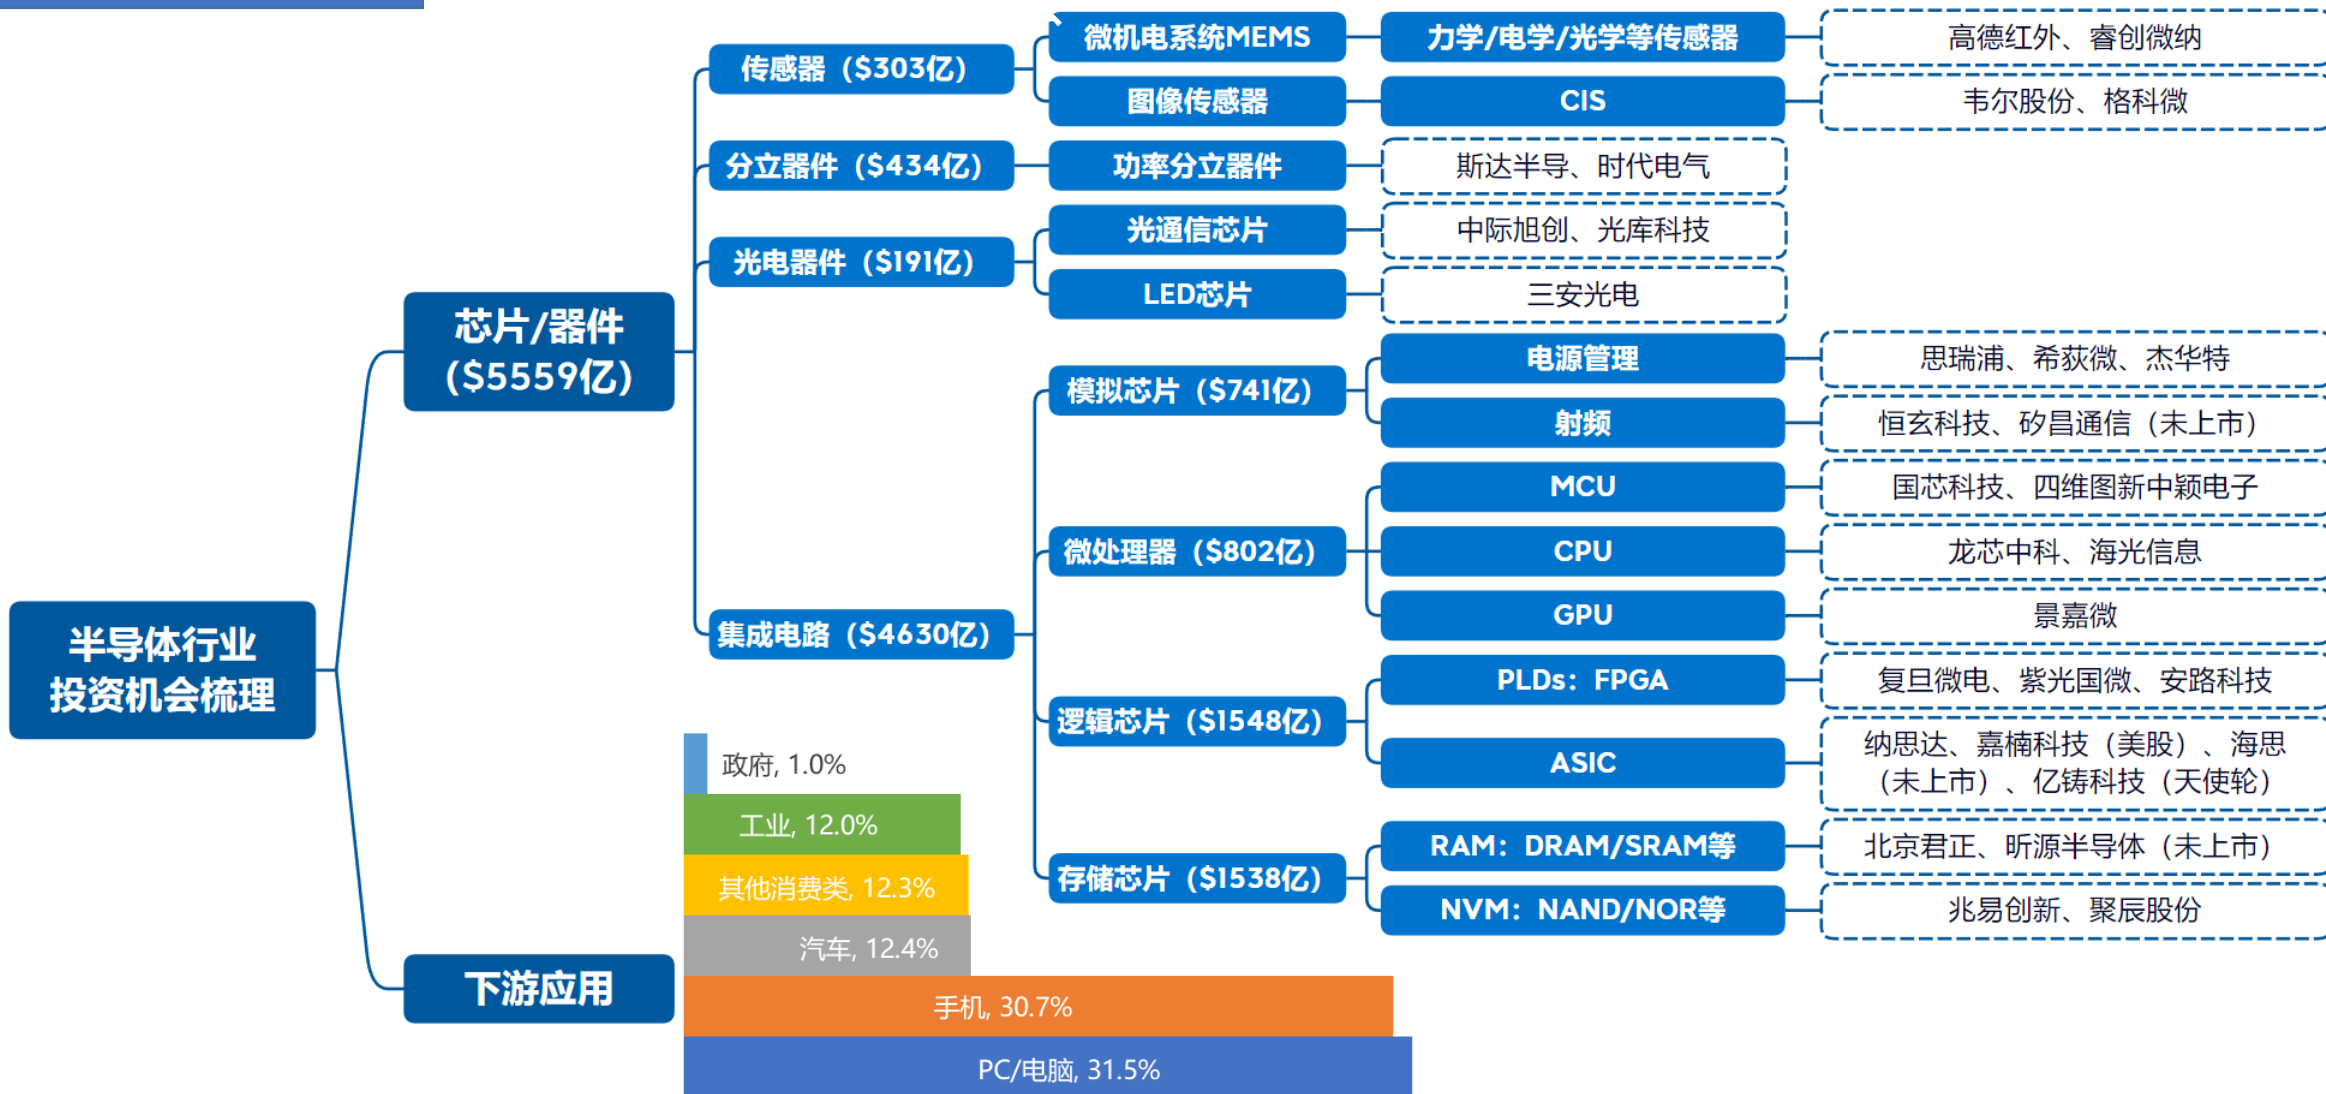 半导体行业
投资机会梳理
芯片/器件
($5559亿)
传感器（$303亿）
微机电系统MEMS
力学/电学/光学等传感器
高德红外、睿创微纳
图像传感器
CIS
韦尔股份、格科微
分立器件（$434亿）
功率分立器件
斯达半导、时代电气
光电器件（$191亿）
光通信芯片
中际旭创、光库科技
LED芯片
三安光电
集成电路（$4630亿）
模拟芯片（$741亿）
电源管理
思瑞浦、希荻微、杰华特
射频
恒玄科技、矽昌通信（未上市）
微处理器（$802亿）
MCU
国芯科技、四维图新中颖电子
CPU
龙芯中科、海光信息
GPU
景嘉微
逻辑芯片（$1548亿）
PLDs：FPGA
复旦微电、紫光国微、安路科技
ASIC
纳思达、嘉楠科技（美股）、海思
（未上市）、亿铸科技（天使轮）
存储芯片（$1538亿）
RAM：DRAM/SRAM等
北京君正、昕源半导体（未上市）
NVM：NAND/NOR等
兆易创新、聚辰股份
下游应用
政府, 1.0%
工业, 12.0%
其他消费类, 12.3%
汽车, 12.4%
手机, 30.7%
PC/电脑, 31.5%